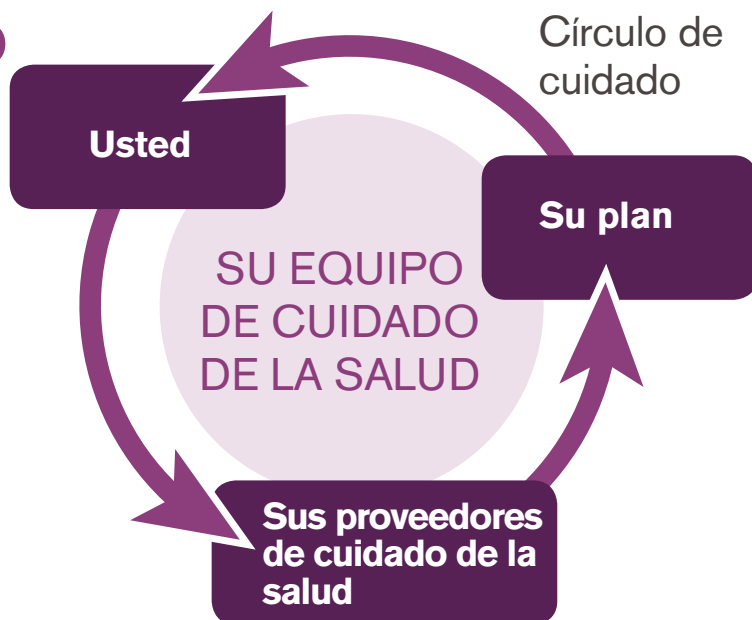 Círculo de
cuidado
Usted
Su plan
SU EQUIPO
DE CUIDADO
DE LA SALUD
Sus proveedores
de cuidado de la
salud